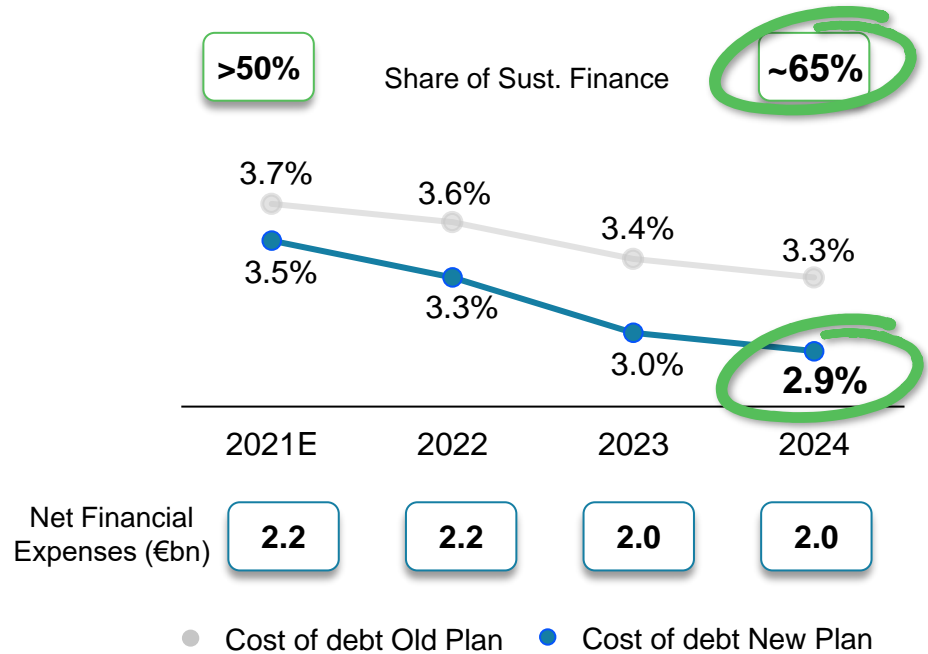 >50%
Share of Sust. Finance
~65%
3.7%
3.6%
3.4%
3.3%
3.5%
3.3%
3.0%
2.9%
2021E
2022
2023
2024
Net Financial
Expenses (€bn)
2.2
2.2
2.0
2.0
Cost of debt Old Plan
Cost of debt New Plan